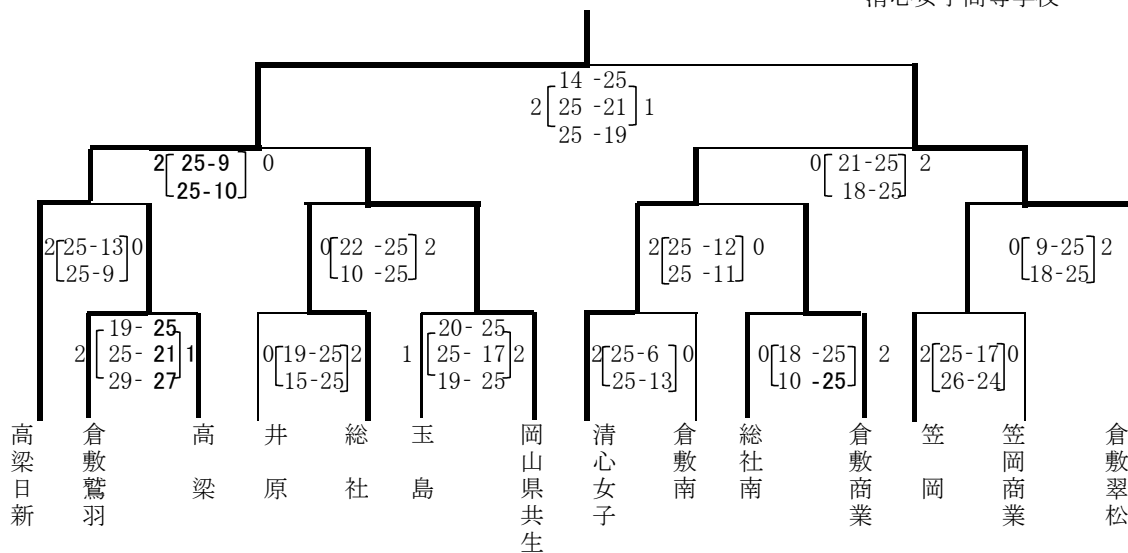 清心女子高等学校
14 -25
2 25 -21 1
25 -19
2 25-9 0
25-10
0 21-25 2
18-25
2 25-13 0
25-9
0 22 -25 2
10 -25
2 25 -12 0
25 -11
0 9-25 2
18-25
19- 25
2 25- 21 1
29- 27
0 19-25 2
15-25
20- 25
1 25- 17 2
19- 25
2 25-6 0
25-13
0 18 -25 2
10 -25
2 25-17 0
26-24
高梁日新
倉敷鷲羽
高梁
井原
総社
玉島
岡山県共生
清心女子
倉敷南
総社南
倉敷商業
笠岡
笠岡商業
倉敷翠松